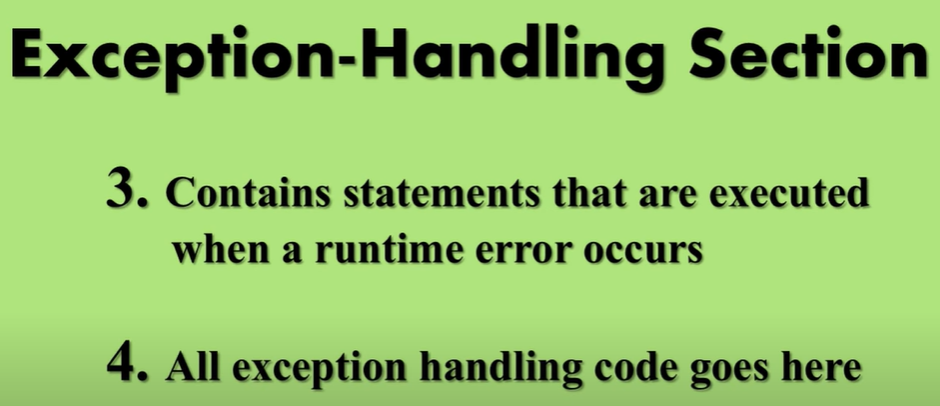 Exception-Handling Section
3. Contains statements that are executed
when a runtime error occurs
4. All exception handling code goes here